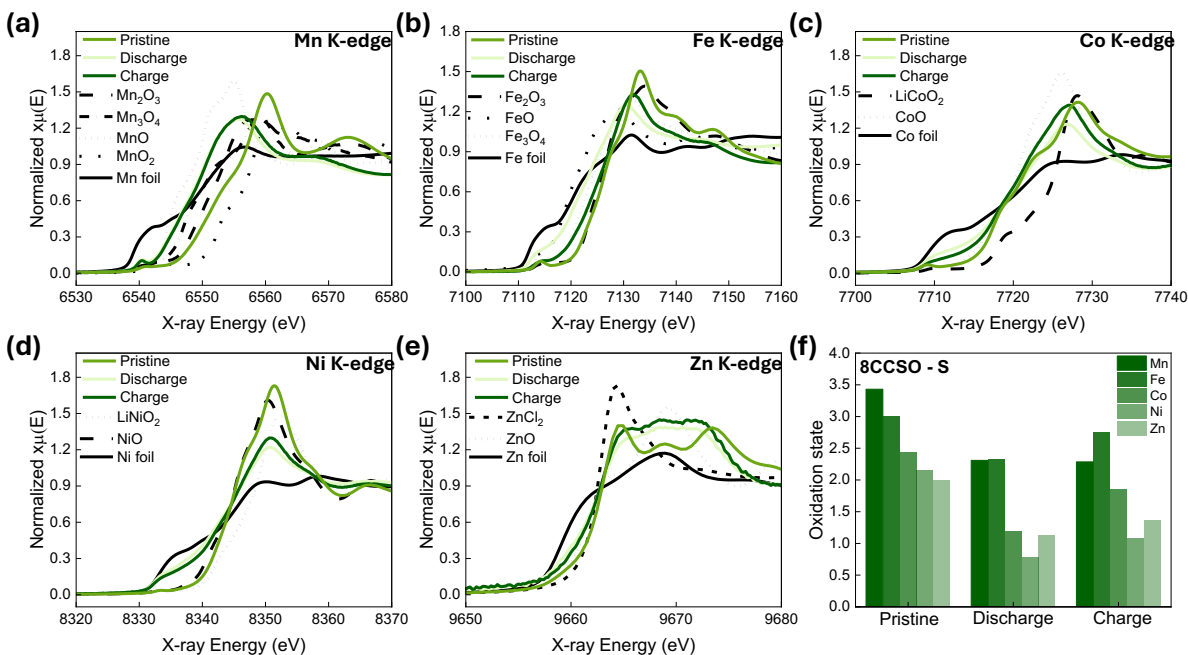 (a)
Mn K-edge
Pristine
Discharge
Charge
Mn₂O₃
Mn₃O₄
MnO
MnO₂
Mn foil
1.8
1.5
1.2
0.9
0.6
0.3
0.0
Normalized xμ(E)
6530 6540 6550 6560 6570 6580
X-ray Energy (eV)
(b)
Fe K-edge
Pristine
Discharge
Charge
Fe₂O₃
FeO
Fe₃O₄
Fe foil
1.8
1.5
1.2
0.9
0.6
0.3
0.0
Normalized xμ(E)
7100 7110 7120 7130 7140 7150 7160
X-ray Energy (eV)
(c)
Co K-edge
Pristine
Discharge
Charge
LiCoO₂
CoO
Co foil
1.8
1.5
1.2
0.9
0.6
0.3
0.0
Normalized xμ(E)
7700 7710 7720 7730 7740
X-ray Energy (eV)
(d)
Ni K-edge
Pristine
Discharge
Charge
LiNiO₂
NiO
Ni foil
1.8
1.5
1.2
0.9
0.6
0.3
0.0
Normalized xμ(E)
8320 8330 8340 8350 8360 8370
X-ray Energy (eV)
(e)
Zn K-edge
Pristine
Discharge
Charge
ZnCl₂
ZnO
Zn foil
1.8
1.5
1.2
0.9
0.6
0.3
0.0
Normalized xμ(E)
9650 9660 9670 9680
X-ray Energy (eV)
(f)
8CCSO - S
Mn
Fe
Co
Ni
Zn
4.0
3.5
3.0
2.5
2.0
1.5
1.0
0.5
0.0
Oxidation state
Pristine Discharge Charge